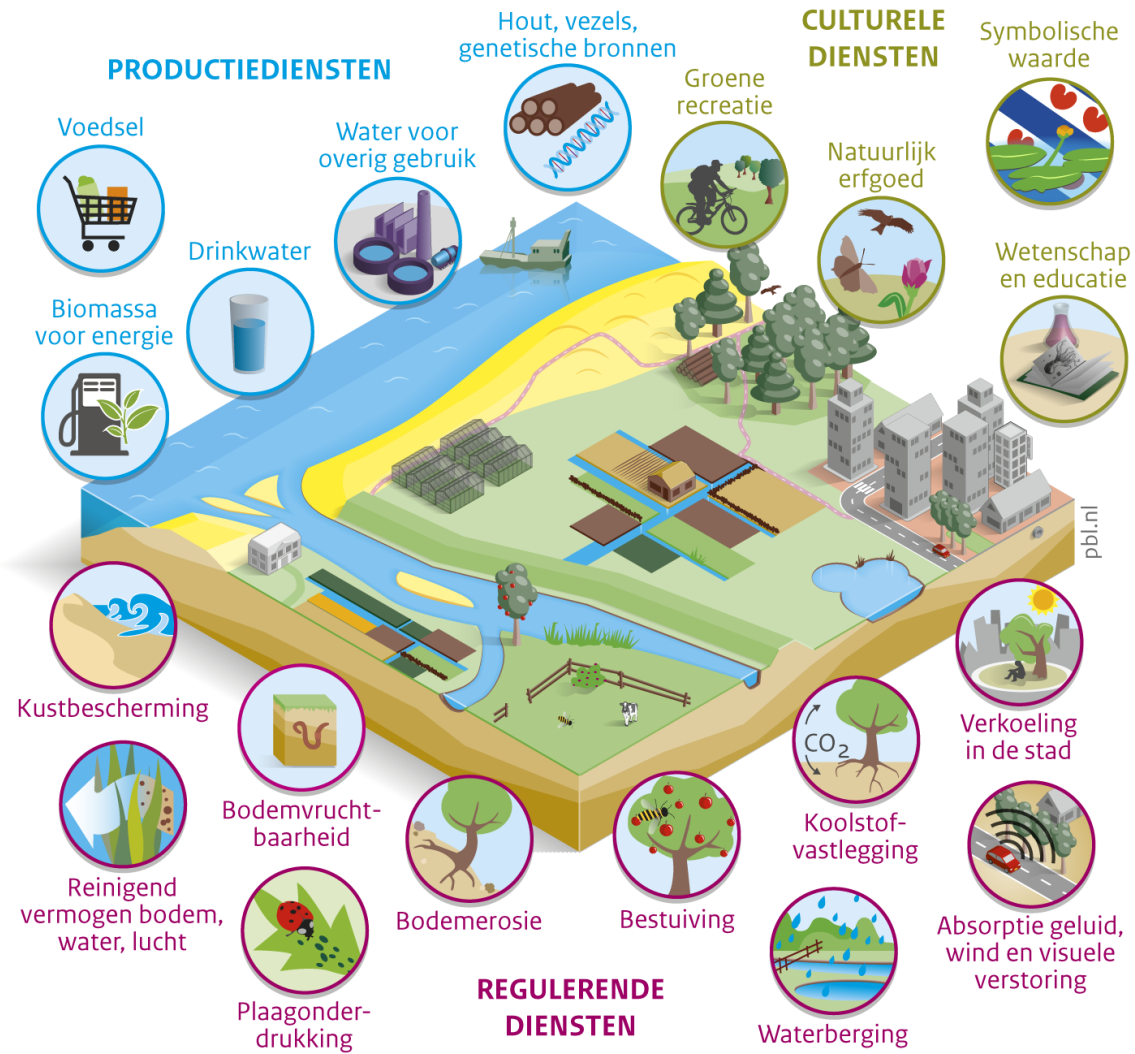 PRODUCTIEDIENSTEN
Voedsel
Drinkwater
Biomassa
voor energie
Water voor
overig gebruik
Hout, vezels,
genetische bronnen
CULTURELE
DIENSTEN
Groene
recreatie
Natuurlijk
erfgoed
Symbolische
waarde
Wetenschap
en educatie
pbl.nl
Kustbescherming
Reinigend
vermogen bodem,
water, lucht
Bodemvrucht-
baarheid
Plaagonder-
drukking
Bodemerosie
Bestuiving
CO2
Koolstof-
vastlegging
Waterberging
Verkoeling
in de stad
Absorptie geluid,
wind en visuele
verstoring
REGULERENDE
DIENSTEN